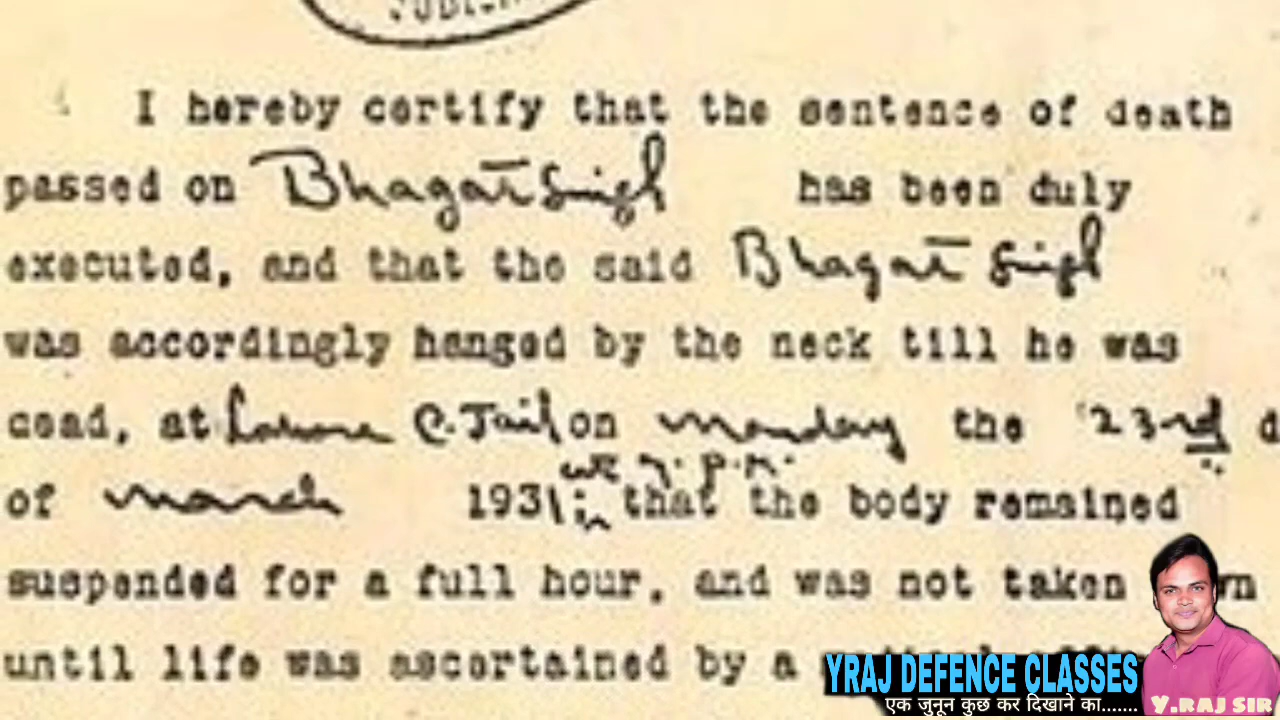 I hereby certify that the sentence of death
passed on Bhagat Singh has been duly
executed, and that the said Bhagat Singh
was accordingly hanged by the neck till he was
dead, at Lahore C. Jail on Monday the 23rd d
at 7. P.M.
of March 1931; that the body remained
suspended for a full hour, and was not taken wn
until life was ascertained by a
YRAJ DEFENCE CLASSES
एक जुनून कुछ कर दिखाने का.......
Y.RAJ SIR